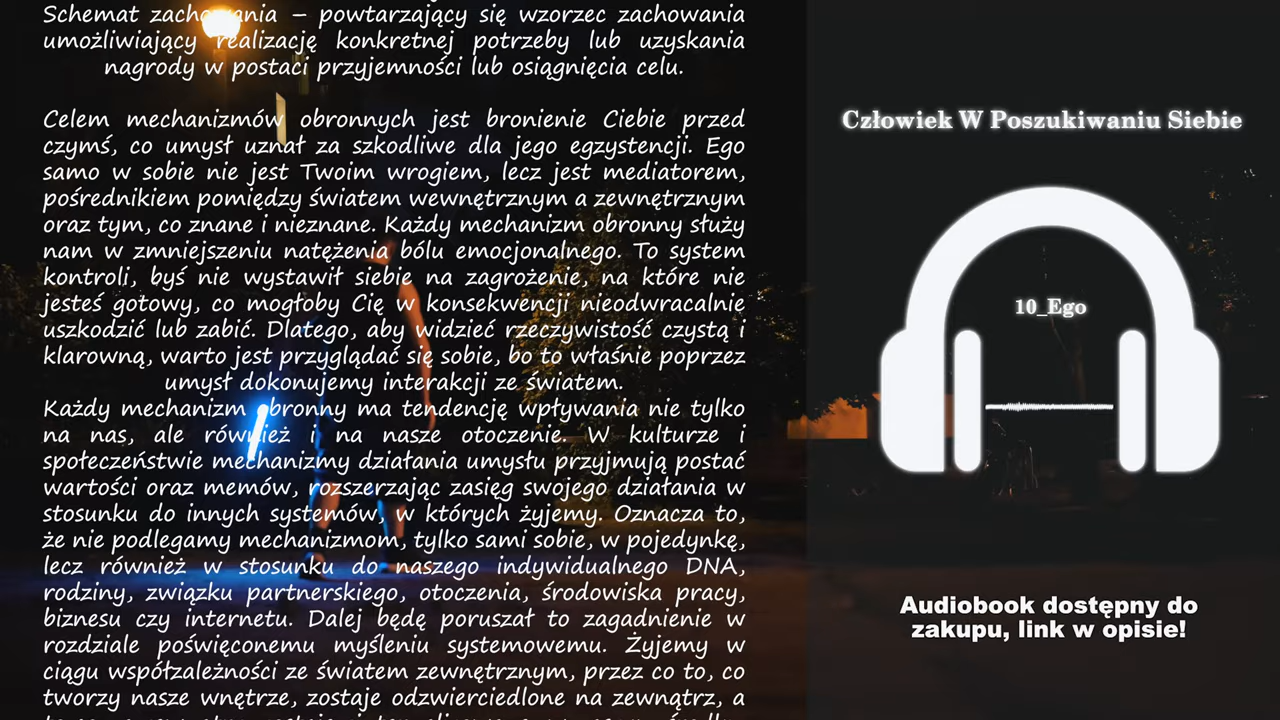 Schemat zachowania – powtarzający się wzorzec zachowania
umożliwiający realizację konkretnej potrzeby lub uzyskania
nagrody w postaci przyjemności lub osiągnięcia celu.
Celem mechanizmów obronnych jest bronienie Ciebie przed
czymś, co umysł uznał za szkodliwe dla jego egzystencji. Ego
samo w sobie nie jest Twoim wrogiem, lecz jest mediatorem,
pośrednikiem pomiędzy światem wewnętrznym a zewnętrznym
oraz tym, co znane i nieznane. Każdy mechanizm obronny służy
nam w zmniejszeniu natężenia bólu emocjonalnego. To system
kontroli, byś nie wystawił siebie na zagrożenie, na które nie
jesteś gotowy, co mogłoby Cię w konsekwencji nieodwracalnie
uszkodzić lub zabić. Dlatego, aby widzieć rzeczywistość czystą i
klarowną, warto jest przyglądać się sobie, bo to właśnie poprzez
umysł dokonujemy interakcji ze światem.
Każdy mechanizm obronny ma tendencję wpływania nie tylko
na nas, ale również i na nasze otoczenie. W kulturze i
społeczeństwie mechanizmy działania umysłu przyjmują postać
wartości oraz memów, rozszerzając zasięg swojego działania w
stosunku do innych systemów, w których żyjemy. Oznacza to,
że nie podlegamy mechanizmom, tylko sami sobie, w pojedynkę,
lecz również w stosunku do naszego indywidualnego DNA,
rodziny, związku partnerskiego, otoczenia, środowiska pracy,
biznesu czy internetu. Dalej będę poruszał to zagadnienie w
rozdziale poświęconemu myśleniu systemowemu. Żyjemy w
ciągu współzależności ze światem zewnętrznym, przez co to, co
tworzy nasze wnętrze, zostaje odzwierciedlone na zewnątrz, a
Człowiek W Poszukiwaniu Siebie
10_Ego
Audiobook dostępny do
zakupu, link w opisie!